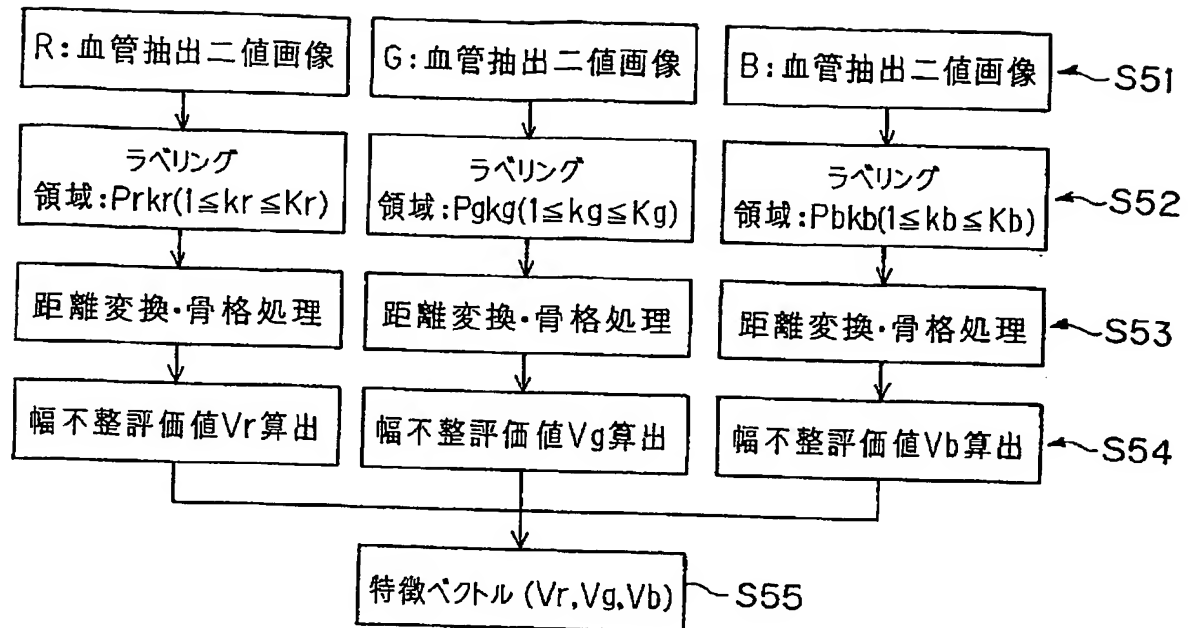 R:血管抽出二値画像
G:血管抽出二値画像
B:血管抽出二値画像
S51
ラベリング
領域:Prkr(1≦kr≦Kr)
ラベリング
領域:Pgkg(1≦kg≦Kg)
ラベリング
領域:Pbkb(1≦kb≦Kb)
S52
距離変換・骨格処理
距離変換・骨格処理
距離変換・骨格処理
S53
幅不整評価値Vr算出
幅不整評価値Vg算出
幅不整評価値Vb算出
S54
特徴ベクトル(Vr,Vg,Vb)
S55